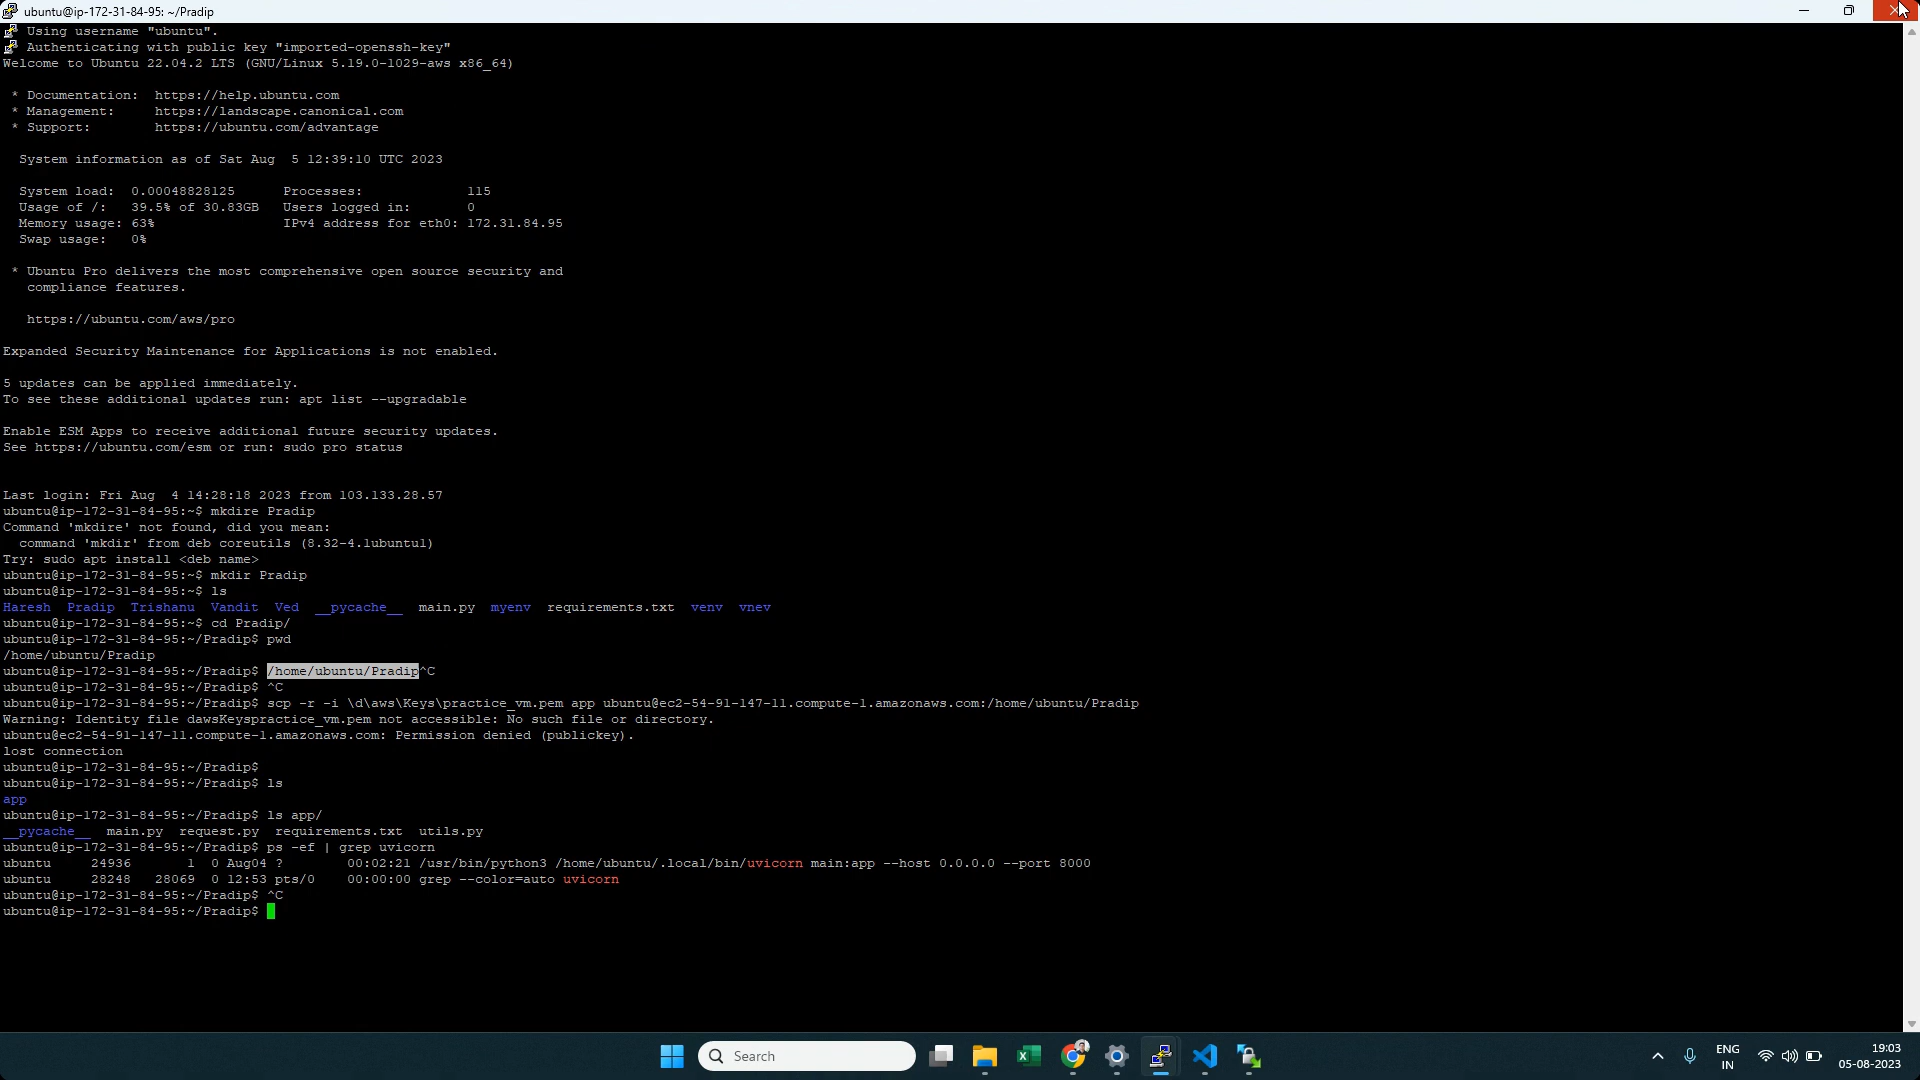 ubuntu@ip-172-31-84-95: ~/Pradip
Using username "ubuntu".
Authenticating with public key "imported-openssh-key"
Welcome to Ubuntu 22.04.2 LTS (GNU/Linux 5.19.0-1029-aws x86_64)
* Documentation:  https://help.ubuntu.com
* Management:     https://landscape.canonical.com
* Support:        https://ubuntu.com/advantage
System information as of Sat Aug  5 12:39:10 UTC 2023
System load:  0.00048828125      Processes:             115
Usage of /:   39.5% of 30.83GB   Users logged in:       0
Memory usage: 63%                IPv4 address for eth0: 172.31.84.95
Swap usage:   0%
* Ubuntu Pro delivers the most comprehensive open source security and
compliance features.
https://ubuntu.com/aws/pro
Expanded Security Maintenance for Applications is not enabled.
5 updates can be applied immediately.
To see these additional updates run: apt list --upgradable
Enable ESM Apps to receive additional future security updates.
See https://ubuntu.com/esm or run: sudo pro status
Last login: Fri Aug  4 14:28:18 2023 from 103.133.28.57
ubuntu@ip-172-31-84-95:~$ mkdire Pradip
Command 'mkdire' not found, did you mean:
command 'mkdir' from deb coreutils (8.32-4.1ubuntu1)
Try: sudo apt install <deb name>
ubuntu@ip-172-31-84-95:~$ mkdir Pradip
ubuntu@ip-172-31-84-95:~$ ls
Haresh  Pradip  Trishanu  Vandit  Ved  __pycache__  main.py  myenv  requirements.txt  venv  vnev
ubuntu@ip-172-31-84-95:~$ cd Pradip/
ubuntu@ip-172-31-84-95:~/Pradip$ pwd
/home/ubuntu/Pradip
ubuntu@ip-172-31-84-95:~/Pradip$ /home/ubuntu/Pradip^C
ubuntu@ip-172-31-84-95:~/Pradip$ ^C
ubuntu@ip-172-31-84-95:~/Pradip$ scp -r -i \d\aws\Keys\practice_vm.pem app ubuntu@ec2-54-91-147-11.compute-1.amazonaws.com:/home/ubuntu/Pradip
Warning: Identity file dawsKeyspractice_vm.pem not accessible: No such file or directory.
ubuntu@ec2-54-91-147-11.compute-1.amazonaws.com: Permission denied (publickey).
lost connection
ubuntu@ip-172-31-84-95:~/Pradip$
ubuntu@ip-172-31-84-95:~/Pradip$ ls
app
ubuntu@ip-172-31-84-95:~/Pradip$ ls app/
__pycache__  main.py  request.py  requirements.txt  utils.py
ubuntu@ip-172-31-84-95:~/Pradip$ ps -ef | grep uvicorn
ubuntu     24936       1  0 Aug04 ?        00:02:21 /usr/bin/python3 /home/ubuntu/.local/bin/uvicorn main:app --host 0.0.0.0 --port 8000
ubuntu     28248   28069  0 12:53 pts/0    00:00:00 grep --color=auto uvicorn
ubuntu@ip-172-31-84-95:~/Pradip$ ^C
ubuntu@ip-172-31-84-95:~/Pradip$
Search
ENG
IN
19:03
05-08-2023